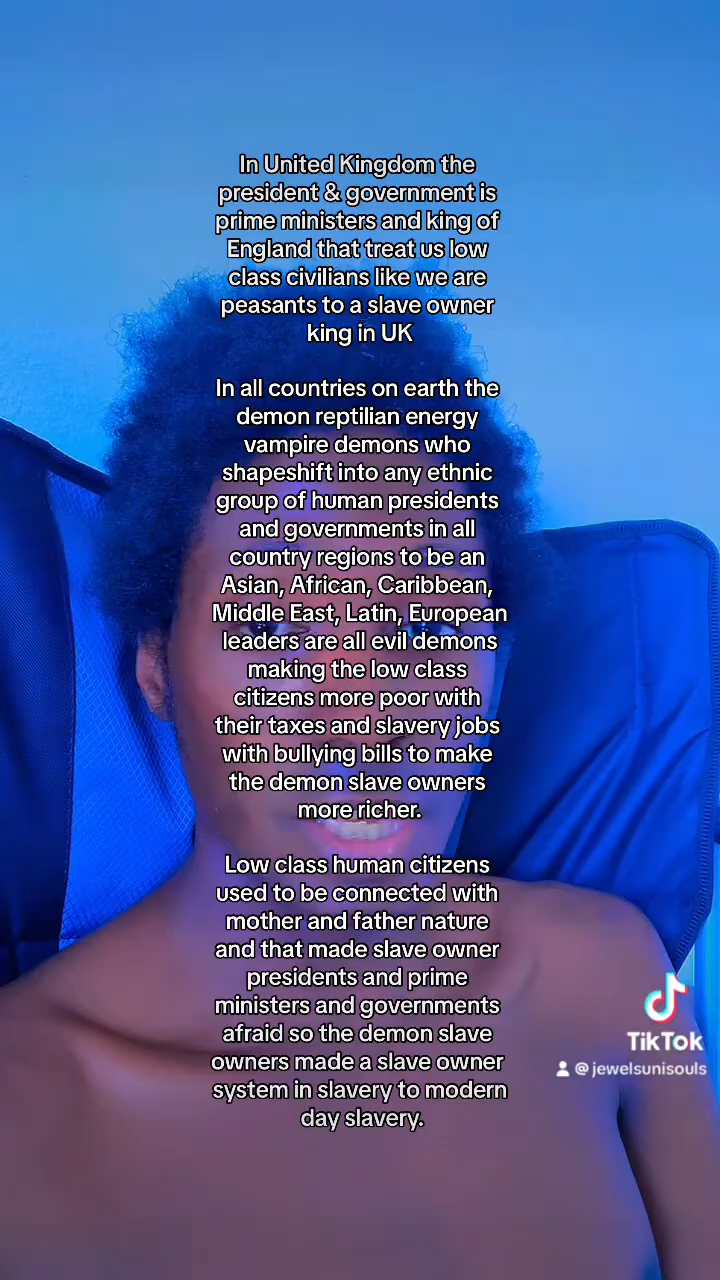 In United Kingdom the
president & government is
prime ministers and king of
England that treat us low
class civilians like we are
peasants to a slave owner
king in UK
In all countries on earth the
demon reptilian energy
vampire demons who
shapeshift into any ethnic
group of human presidents
and governments in all
country regions to be an
Asian, African, Caribbean,
Middle East, Latin, European
leaders are all evil demons
making the low class
citizens more poor with
their taxes and slavery jobs
with bullying bills to make
the demon slave owners
more richer.
Low class human citizens
used to be connected with
mother and father nature
and that made slave owner
presidents and prime
ministers and governments
afraid so the demon slave
owners made a slave owner
system in slavery to modern
day slavery.
TikTok
@jewelsunisouls